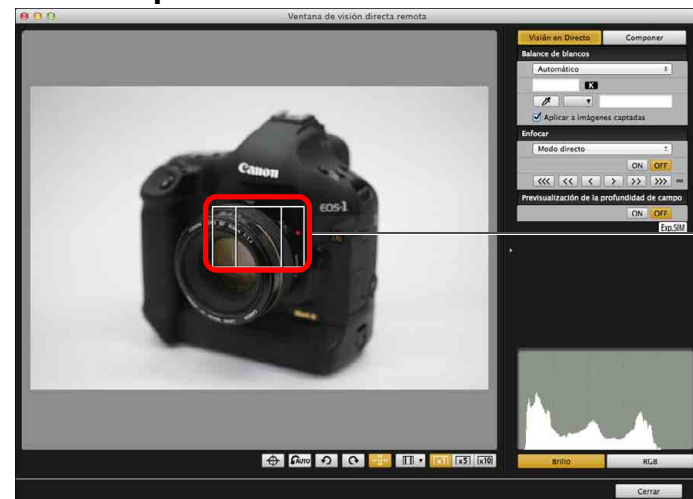 Ventana de visión directa remota
Visión en Directo Componer
Balance de blancos
Automático
K
Aplicar a imágenes captadas
Enfocar
Modo directo
ON OFF
<<< << < > >> >>> ∞
Previsualización de la profundidad de campo
ON OFF
Exp.SIM
Canon
EOS-1
AUTO x1 x5 x10
Brillo RGB
Cerrar